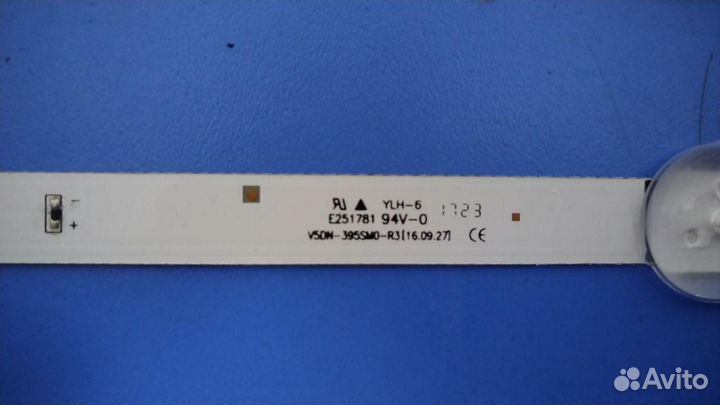 YLH-6 1723
E251781 94V-0
V5DN-395SM0-R3[16.09.27] CE
- +
Avito